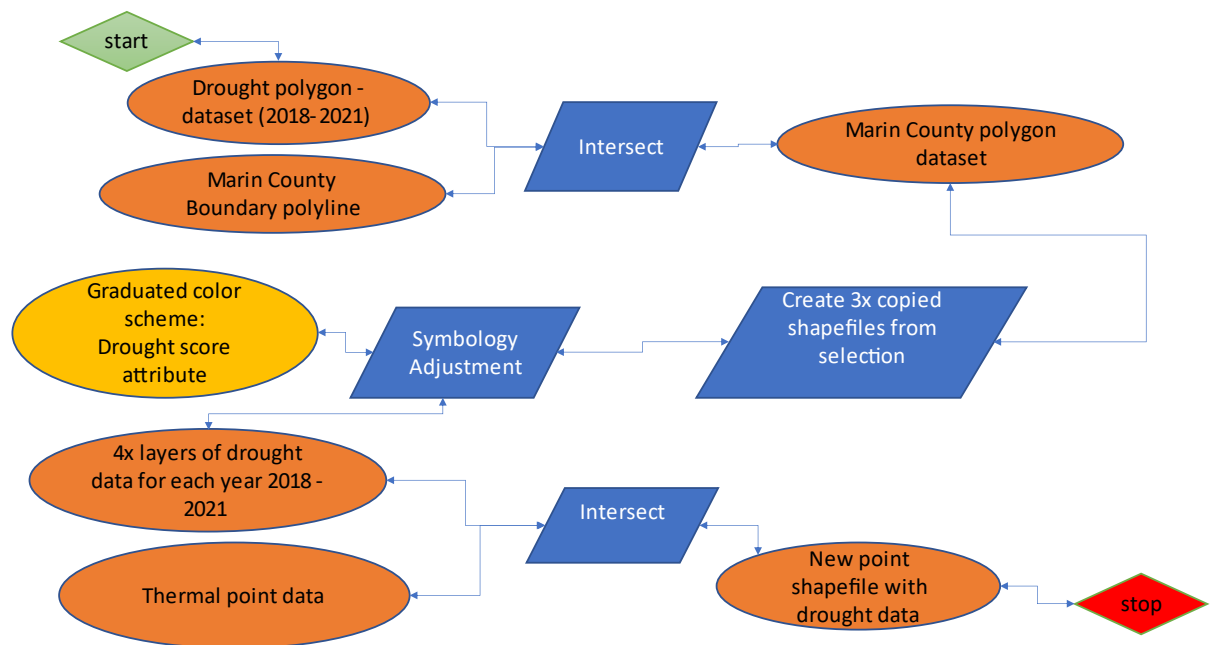 start
Drought polygon -
dataset (2018-2021)
Intersect
Marin County polygon
dataset
Marin County
Boundary polyline
Graduated color
scheme:
Drought score
attribute
Symbology
Adjustment
Create 3x copied
shapefiles from
selection
4x layers of drought
data for each year 2018 -
2021
Intersect
Thermal point data
New point
shapefile with
drought data
stop